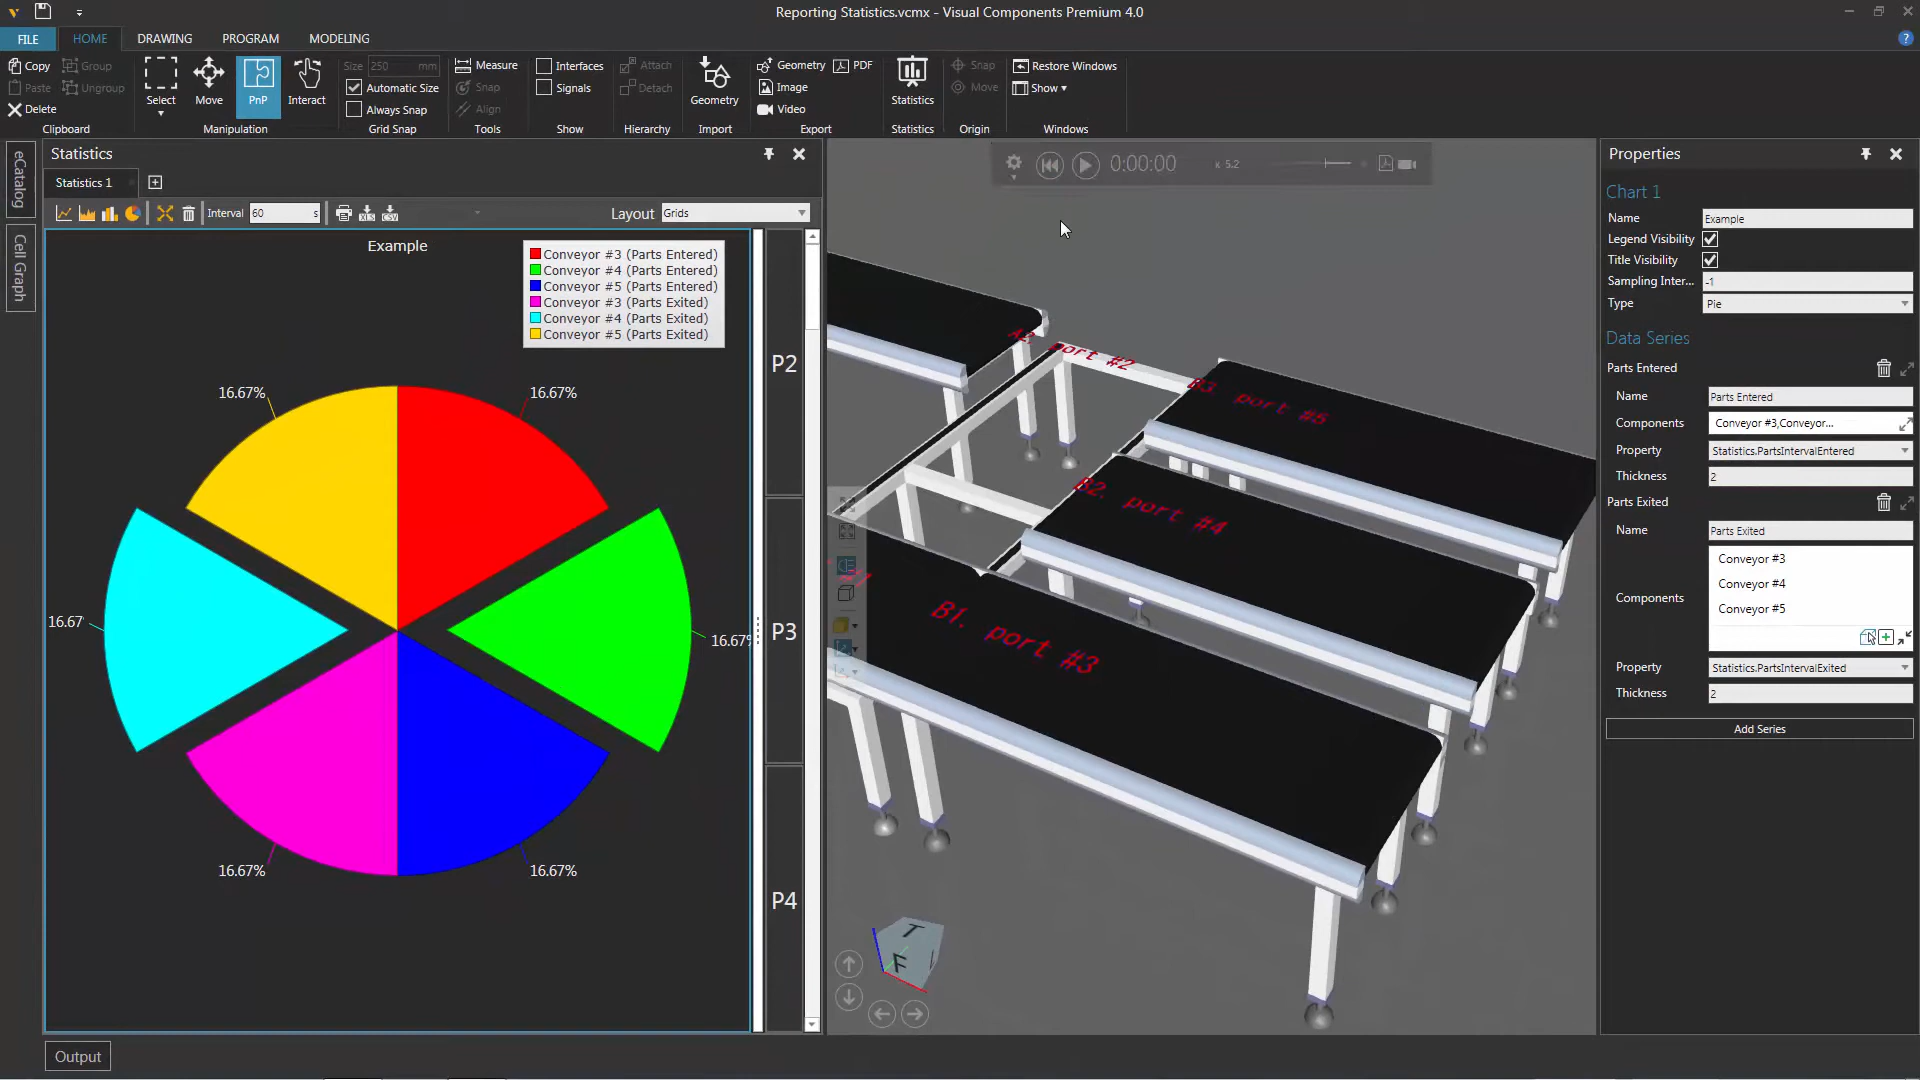 Reporting Statistics.vcmx - Visual Components Premium 4.0
FILE HOME DRAWING PROGRAM MODELING
Copy Group
Paste Ungroup
Delete
Clipboard
Select Move PnP Interact
Manipulation
Size 250 mm
Automatic Size
Always Snap
Grid Snap
Measure
Snap
Align
Tools
Interfaces
Signals
Show
Attach
Detach
Hierarchy
Geometry
Import
Geometry PDF
Image
Video
Export
Statistics
Statistics
Snap
Move
Origin
Restore Windows
Show
Windows
eCatalog
Cell Graph
Statistics
Statistics 1
Interval 60 s
XLS CSV
Layout Grids
Example
Conveyor #3 (Parts Entered)
Conveyor #4 (Parts Entered)
Conveyor #5 (Parts Entered)
Conveyor #3 (Parts Exited)
Conveyor #4 (Parts Exited)
Conveyor #5 (Parts Exited)
16.67% 16.67%
16.67 16.67%
16.67% 16.67%
P2
P3
P4
0:00:00 x 5.2
A2. port #2
B3. port #5
B2. port #4
B1. port #3
T
F
Properties
Chart 1
Name Example
Legend Visibility
Title Visibility
Sampling Inter... -1
Type Pie
Data Series
Parts Entered
Name Parts Entered
Components Conveyor #3,Conveyor...
Property Statistics.PartsIntervalEntered
Thickness 2
Parts Exited
Name Parts Exited
Components
Conveyor #3
Conveyor #4
Conveyor #5
Property Statistics.PartsIntervalExited
Thickness 2
Add Series
Output